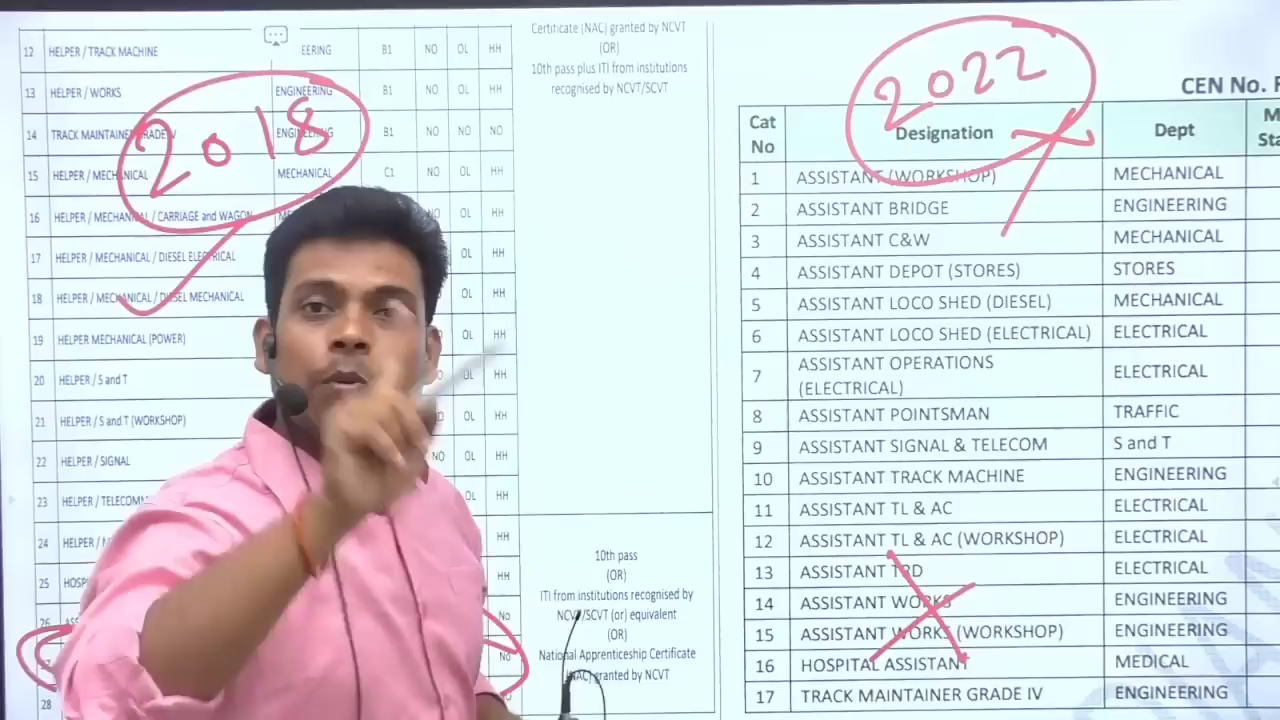 Certificate (NAC) granted by NCVT
(OR)
10th pass plus ITI from institutions
recognised by NCVT/SCVT
12 HELPER / TRACK MACHINE EERING B1 NO OL HH
13 HELPER / WORKS ENGINEERING B1 NO OL HH
14 TRACK MAINTAINER GRADE IV ENGINEERING B1 NO NO NO
15 HELPER / MECHANICAL MECHANICAL C1 NO OL HH
16 HELPER / MECHANICAL / CARRIAGE and WAGON NO OL HH
17 HELPER / MECHANICAL / DIESEL ELECTRICAL OL HH
18 HELPER / MECHANICAL / DIESEL MECHANICAL OL HH
19 HELPER MECHANICAL (POWER) OL HH
20 HELPER / S and T OL HH
21 HELPER / S and T (WORKSHOP) OL HH
22 HELPER / SIGNAL NO OL HH
23 HELPER / TELECOMM OL HH
24 HELPER / HH
25 HOSP HH
26 No
No
28
10th pass
(OR)
ITI from institutions recognised by
NCVT/SCVT (or) equivalent
(OR)
National Apprenticeship Certificate
(NAC) granted by NCVT
2018
2022
CEN No.
Cat No Designation Dept
1 ASSISTANT (WORKSHOP) MECHANICAL
2 ASSISTANT BRIDGE ENGINEERING
3 ASSISTANT C&W MECHANICAL
4 ASSISTANT DEPOT (STORES) STORES
5 ASSISTANT LOCO SHED (DIESEL) MECHANICAL
6 ASSISTANT LOCO SHED (ELECTRICAL) ELECTRICAL
7 ASSISTANT OPERATIONS (ELECTRICAL) ELECTRICAL
8 ASSISTANT POINTSMAN TRAFFIC
9 ASSISTANT SIGNAL & TELECOM S and T
10 ASSISTANT TRACK MACHINE ENGINEERING
11 ASSISTANT TL & AC ELECTRICAL
12 ASSISTANT TL & AC (WORKSHOP) ELECTRICAL
13 ASSISTANT TRD ELECTRICAL
14 ASSISTANT WORKS ENGINEERING
15 ASSISTANT WORKS (WORKSHOP) ENGINEERING
16 HOSPITAL ASSISTANT MEDICAL
17 TRACK MAINTAINER GRADE IV ENGINEERING